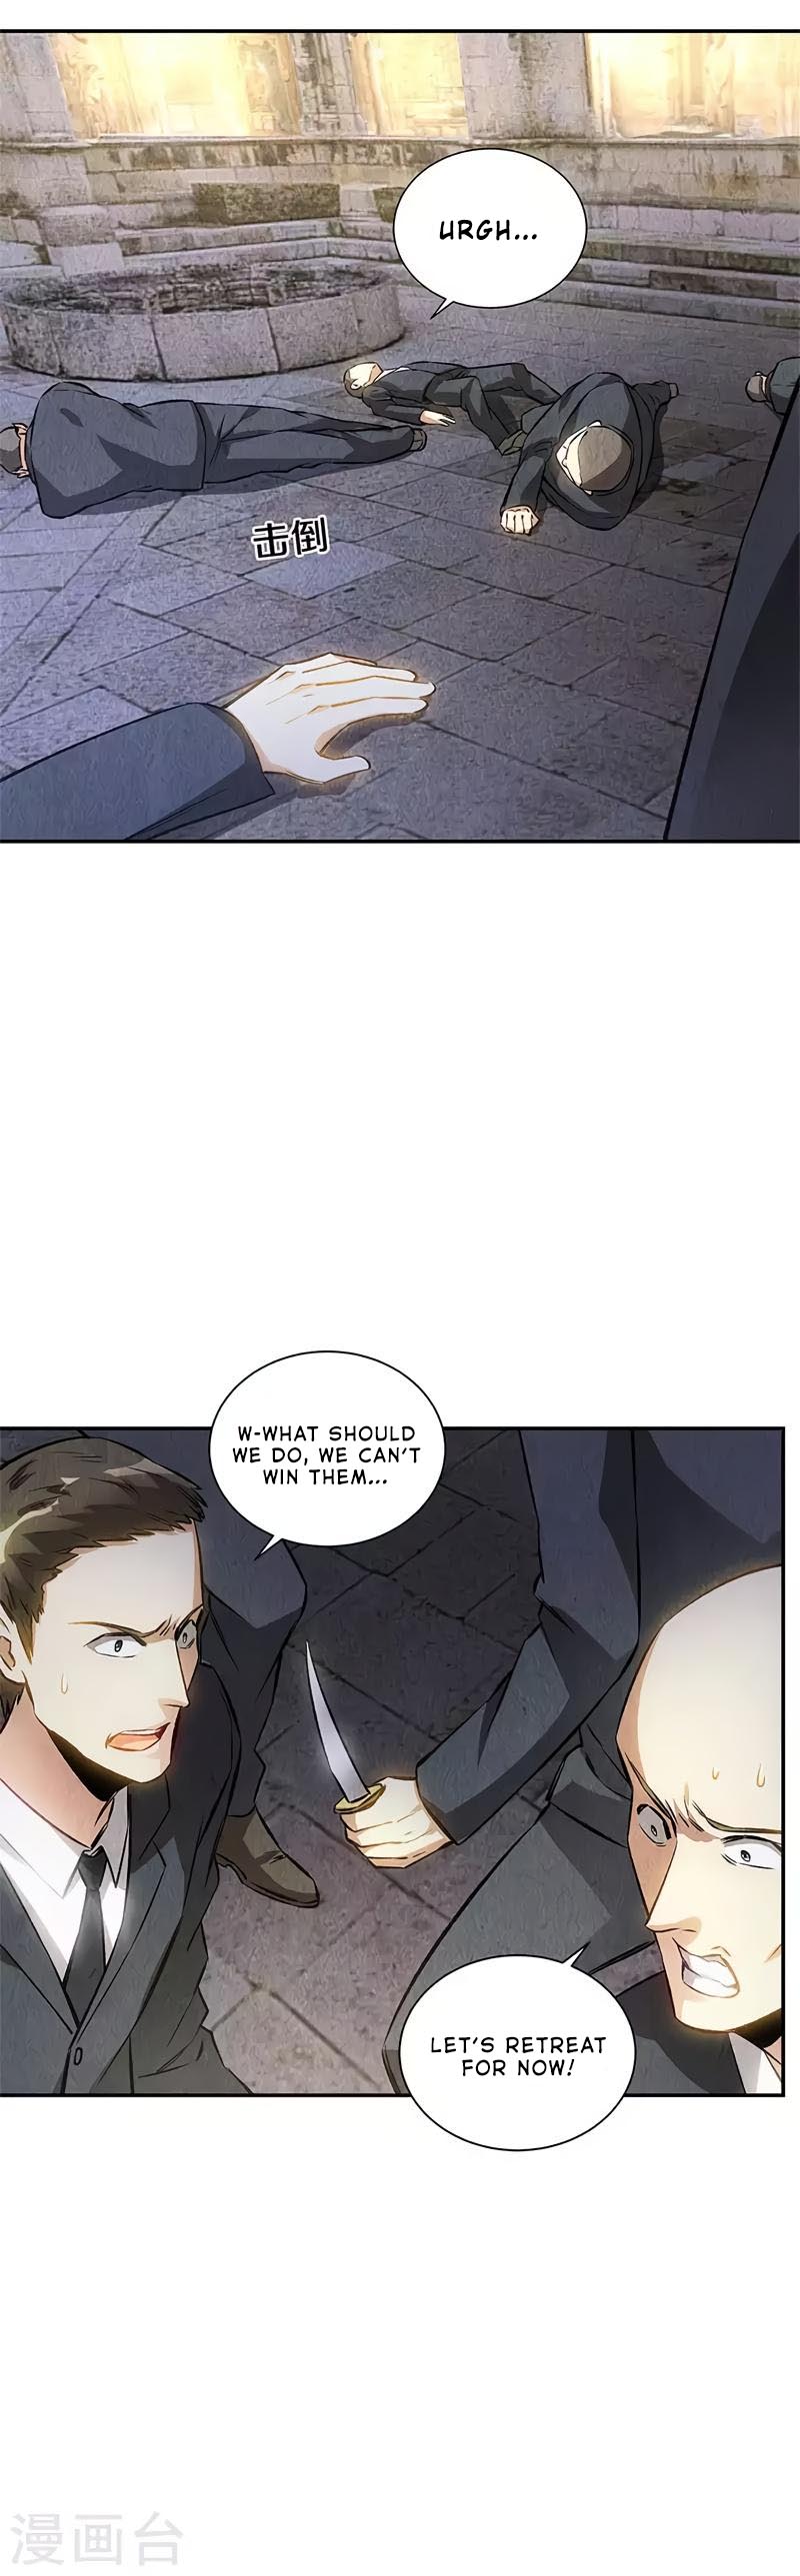 URGH...
击倒
W-WHAT SHOULD
WE DO, WE CAN'T
WIN THEM...
LET'S RETREAT
FOR NOW!
漫画台